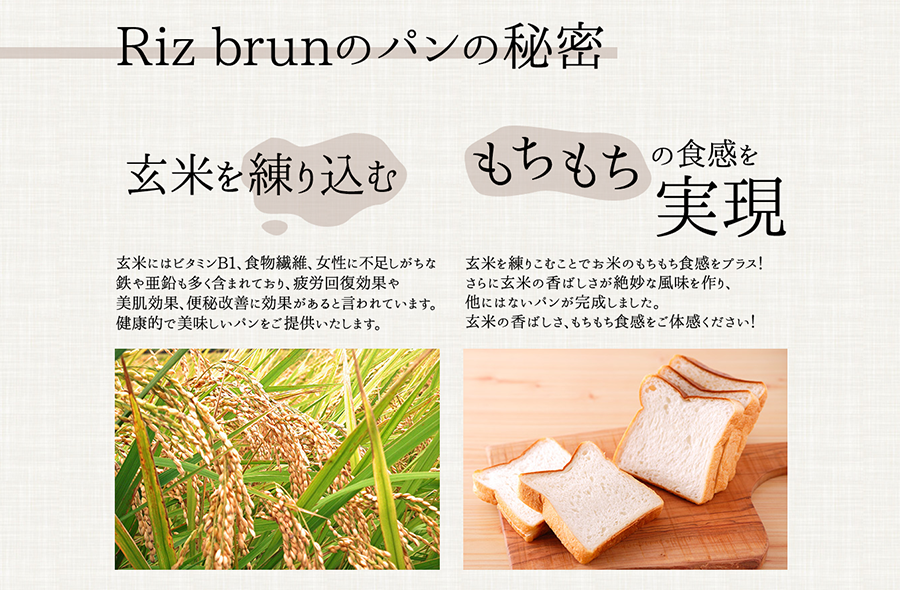 Riz brunのパンの秘密
玄米を練り込む
玄米にはビタミンB1、食物繊維、女性に不足しがちな
鉄や亜鉛も多く含まれており、疲労回復効果や
美肌効果、便秘改善に効果があると言われています。
健康的で美味しいパンをご提供いたします。
もちもちの食感を
実現
玄米を練りこむことでお米のもちもち食感をプラス!
さらに玄米の香ばしさが絶妙な風味を作り、
他にはないパンが完成しました。
玄米の香ばしさ、もちもち食感をご体感ください!